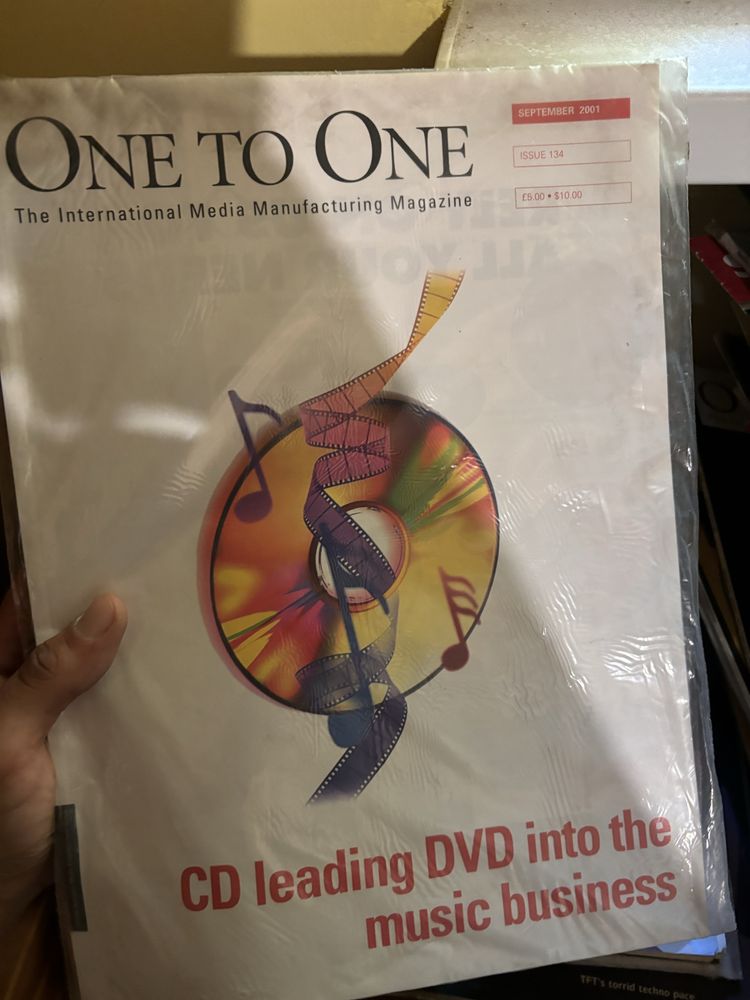 ONE TO ONE
The International Media Manufacturing Magazine
SEPTEMBER 2001
ISSUE 134
£6.00 • $10.00
CD leading DVD into the
music business
TFT's torrid techno pace